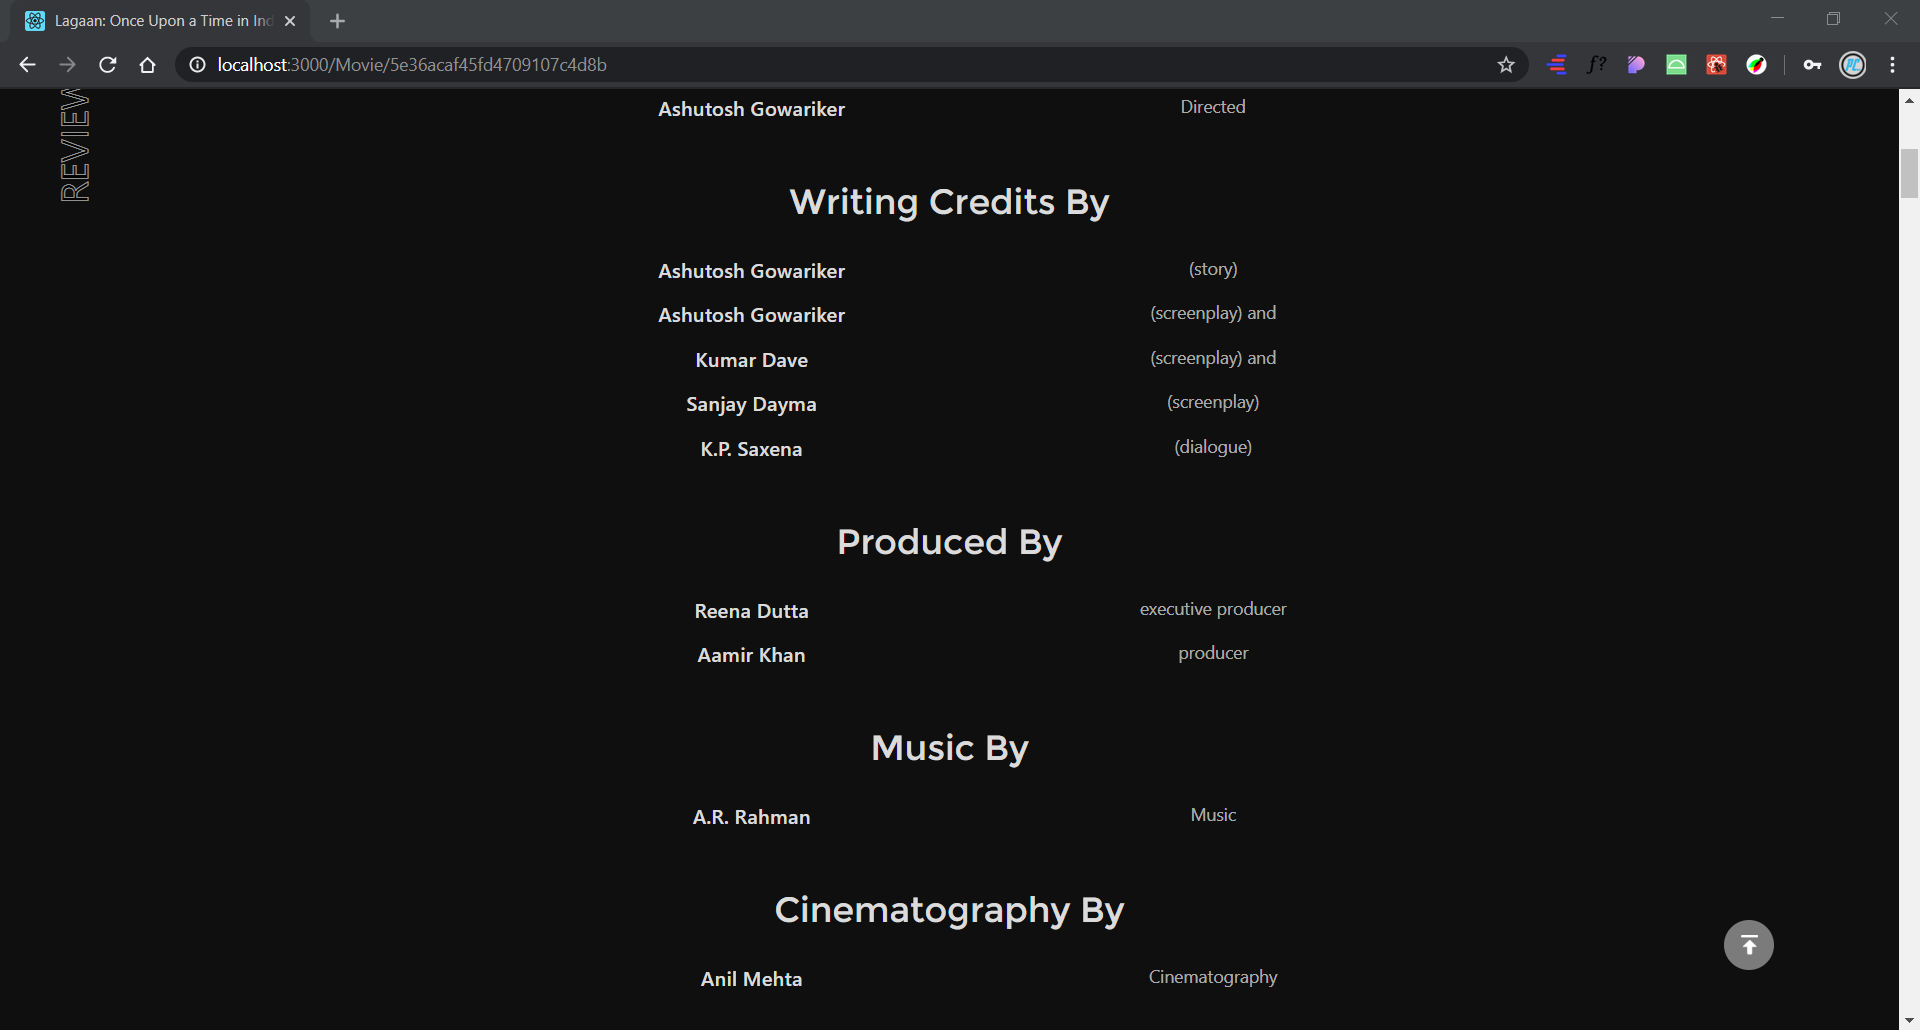 Lagaan: Once Upon a Time in Ind
localhost:3000/Movie/5e36acaf45fd4709107c4d8b
f?
PC
REVIEW
Ashutosh Gowariker Directed
Writing Credits By
Ashutosh Gowariker (story)
Ashutosh Gowariker (screenplay) and
Kumar Dave (screenplay) and
Sanjay Dayma (screenplay)
K.P. Saxena (dialogue)
Produced By
Reena Dutta executive producer
Aamir Khan producer
Music By
A.R. Rahman Music
Cinematography By
Anil Mehta Cinematography